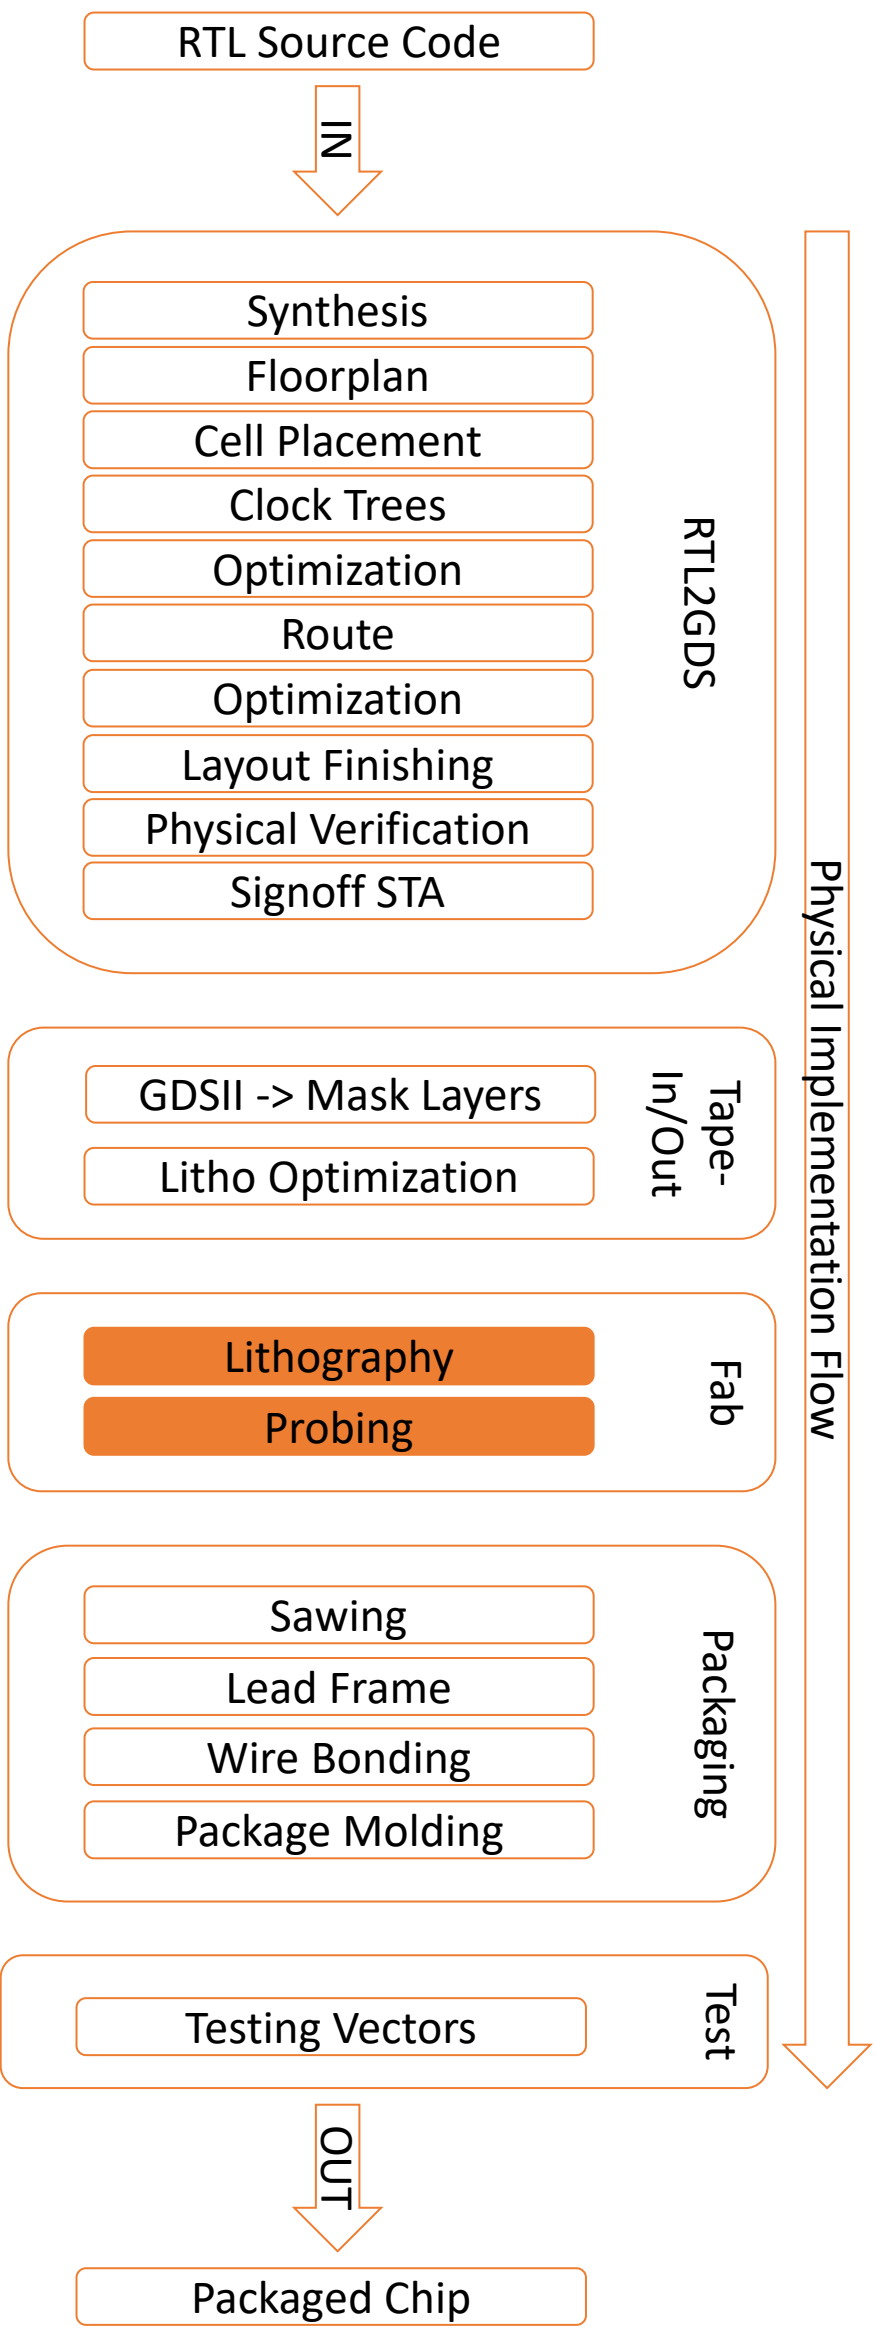 RTL Source Code
IN
Synthesis
Floorplan
Cell Placement
Clock Trees
Optimization
Route
Optimization
Layout Finishing
Physical Verification
Signoff STA
RTL2GDS
GDSII -> Mask Layers
Litho Optimization
Tape-
In/Out
Lithography
Probing
Fab
Sawing
Lead Frame
Wire Bonding
Package Molding
Packaging
Testing Vectors
Test
Physical Implementation Flow
OUT
Packaged Chip